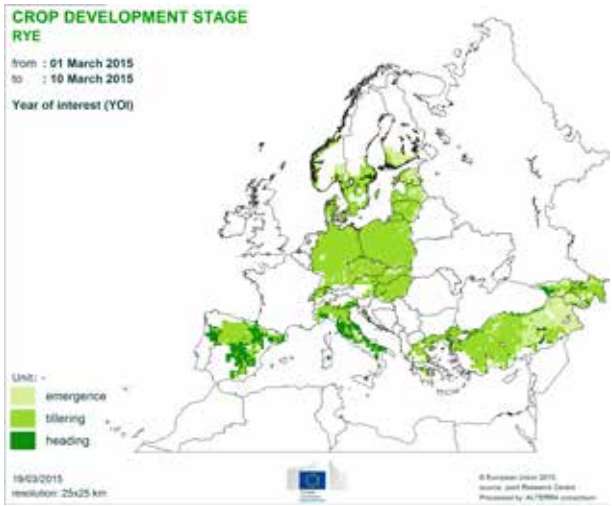 CROP DEVELOPMENT STAGE
RYE
from : 01 March 2015
to : 10 March 2015
Year of interest (YOI)
Unit: -
emergence
tillering
heading
19/03/2015
resolution: 25x25 km
© European Union 2015
source: Joint Research Centre
Processed by ALTERRA consortium